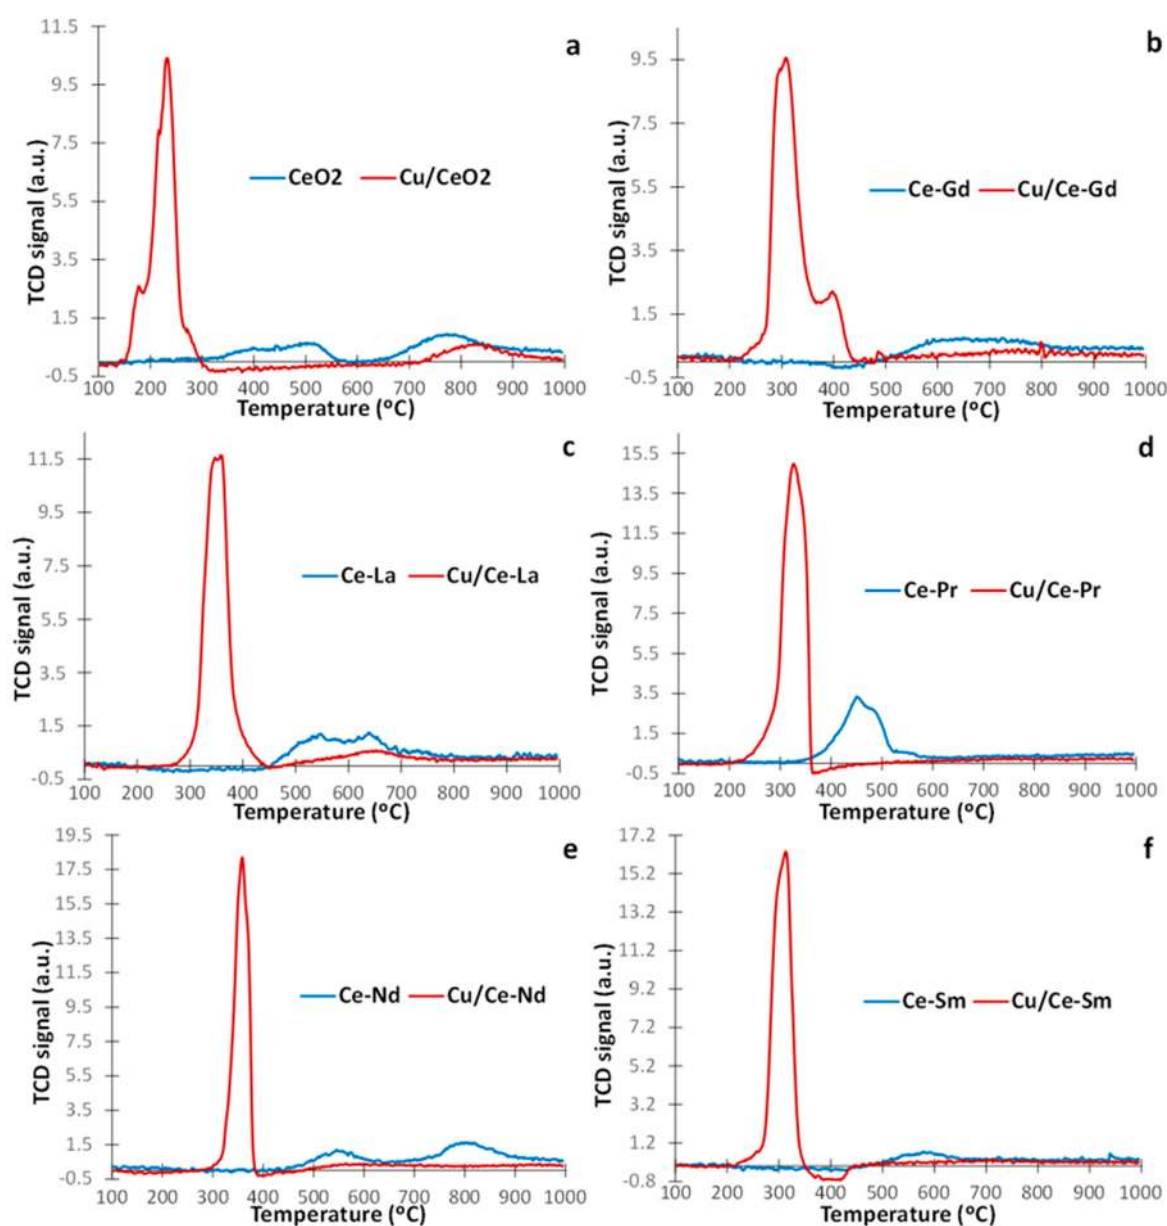 a
11.5
9.5
7.5
5.5
3.5
1.5
-0.5
TCD signal (a.u.)
CeO2 Cu/CeO2
100 200 300 400 500 600 700 800 900 1000
Temperature (ºC)
b
9.5
7.5
5.5
3.5
1.5
-0.5
TCD signal (a.u.)
Ce-Gd Cu/Ce-Gd
100 200 300 400 500 600 700 800 900 1000
Temperature (ºC)
c
11.5
9.5
7.5
5.5
3.5
1.5
-0.5
TCD signal (a.u.)
Ce-La Cu/Ce-La
100 200 300 400 500 600 700 800 900 1000
Temperature (ºC)
d
15.5
13.5
11.5
9.5
7.5
5.5
3.5
1.5
-0.5
TCD signal (a.u.)
Ce-Pr Cu/Ce-Pr
100 200 300 400 500 600 700 800 900 1000
Temperature (ºC)
e
19.5
17.5
15.5
13.5
11.5
9.5
7.5
5.5
3.5
1.5
-0.5
TCD signal (a.u.)
Ce-Nd Cu/Ce-Nd
100 200 300 400 500 600 700 800 900 1000
Temperature (ºC)
f
17.2
15.2
13.2
11.2
9.2
7.2
5.2
3.2
1.2
-0.8
TCD signal (a.u.)
Ce-Sm Cu/Ce-Sm
100 200 300 400 500 600 700 800 900 1000
Temperature (ºC)